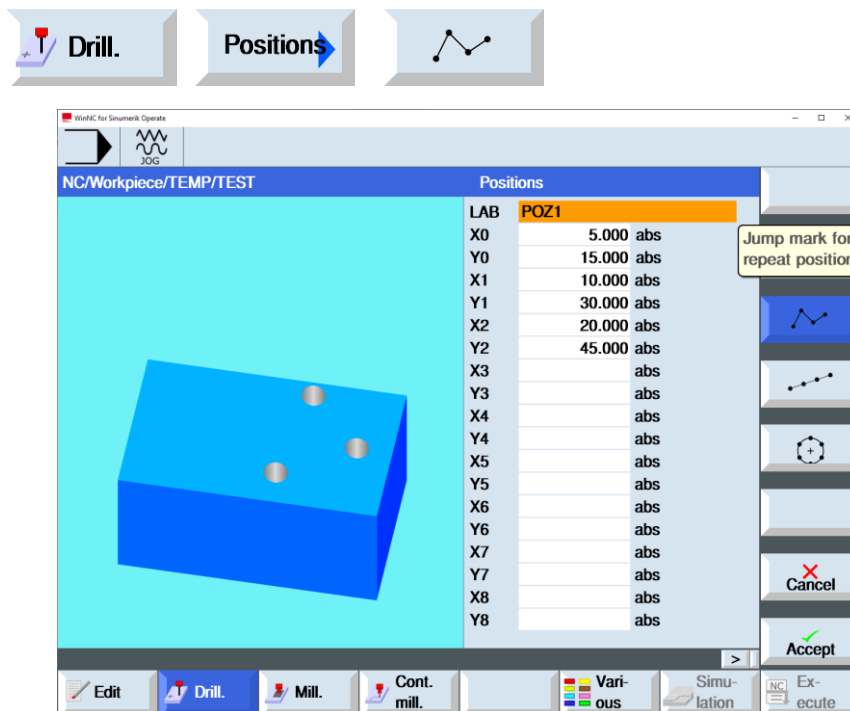 Drill.
Positions
WinNC for Sinumerik Operate
JOG
NC/Workpiece/TEMP/TEST
Positions
LAB POZ1
X0 5.000 abs
Y0 15.000 abs
X1 10.000 abs
Y1 30.000 abs
X2 20.000 abs
Y2 45.000 abs
X3 abs
Y3 abs
X4 abs
Y4 abs
X5 abs
Y5 abs
X6 abs
Y6 abs
X7 abs
Y7 abs
X8 abs
Y8 abs
Jump mark for
repeat position
Cancel
Accept
>
Edit
Drill.
Mill.
Cont.
mill.
Vari-
ous
Simu-
lation
NC
Ex-
ecute